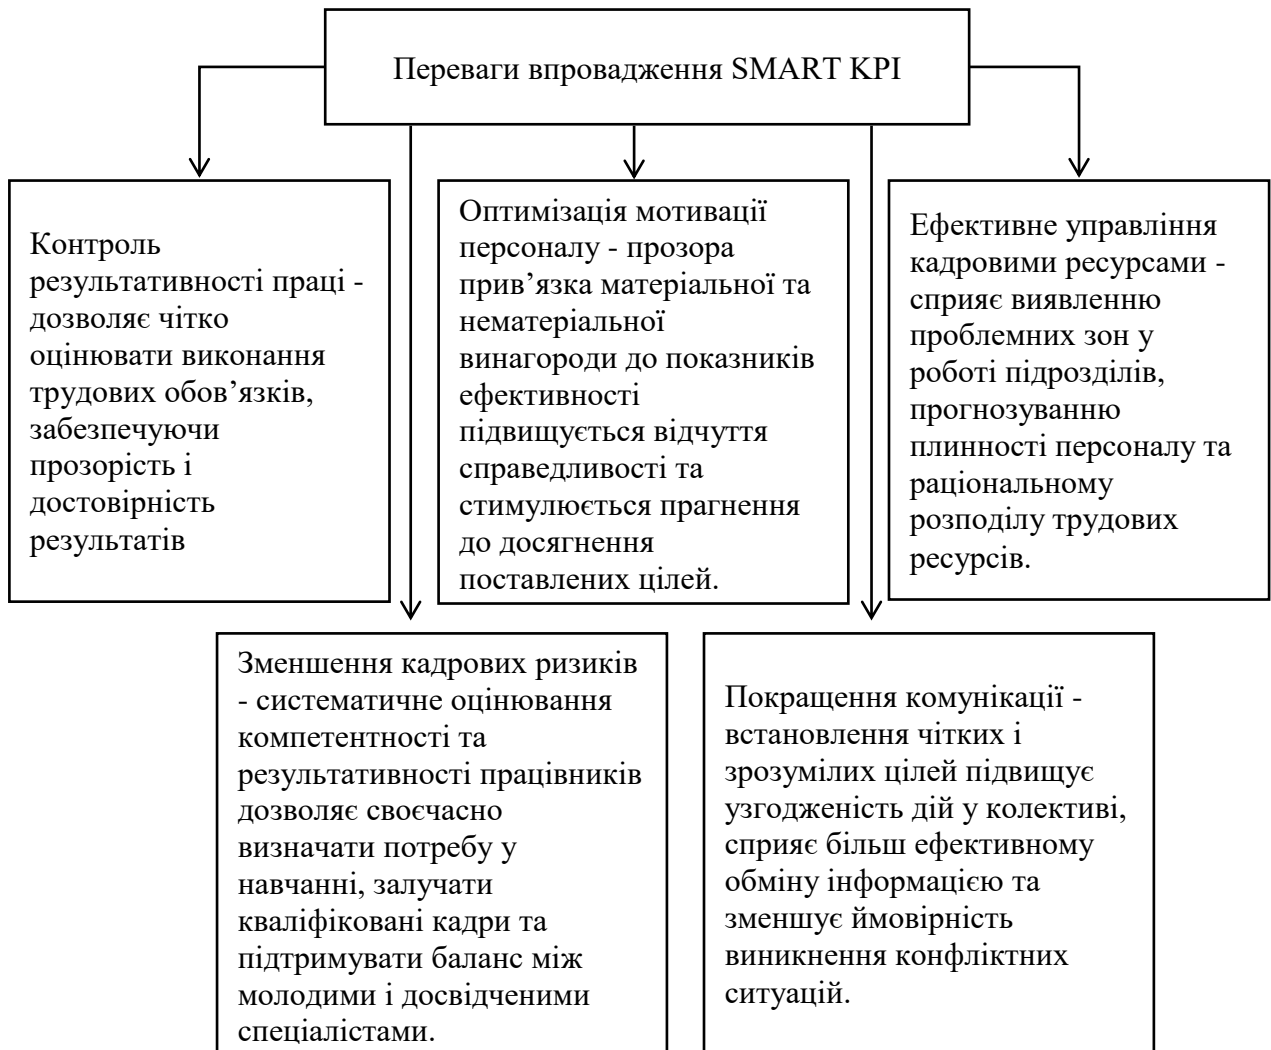 Переваги впровадження SMART KPI
Контроль
результативності праці -
дозволяє чітко
оцінювати виконання
трудових обов’язків,
забезпечуючи
прозорість і
достовірність
результатів
Оптимізація мотивації
персоналу - прозора
прив’язка матеріальної та
нематеріальної
винагороди до показників
ефективності
підвищується відчуття
справедливості та
стимулюється прагнення
до досягнення
поставлених цілей.
Ефективне управління
кадровими ресурсами -
сприяє виявленню
проблемних зон у
роботі підрозділів,
прогнозуванню
плинності персоналу та
раціональному
розподілу трудових
ресурсів.
Зменшення кадрових ризиків
- систематичне оцінювання
компетентності та
результативності працівників
дозволяє своєчасно
визначати потребу у
навчанні, залучати
кваліфіковані кадри та
підтримувати баланс між
молодими і досвідченими
спеціалістами.
Покращення комунікації -
встановлення чітких і
зрозумілих цілей підвищує
узгодженість дій у колективі,
сприяє більш ефективному
обміну інформацією та
зменшує ймовірність
виникнення конфліктних
ситуацій.